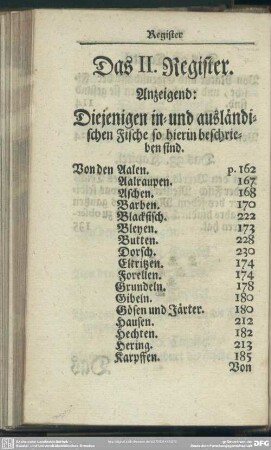 Register
Das II. Register.
Anzeigend:
Diejenigen in- und ausländi-
schen Fische so hierin beschrie-
ben sind.
Von den Aalen. p. 162
Aalraupen. 167
Aschen. 168
Barben. 170
Blackfisch. 222
Bleyen. 173
Butten. 228
Dorsch. 230
Elkritzen. 174
Forellen. 174
Grundeln. 178
Gibeln. 180
Gösen und Järter. 180
Hausen. 212
Hechten. 182
Hering. 213
Karpffen. 185
Von